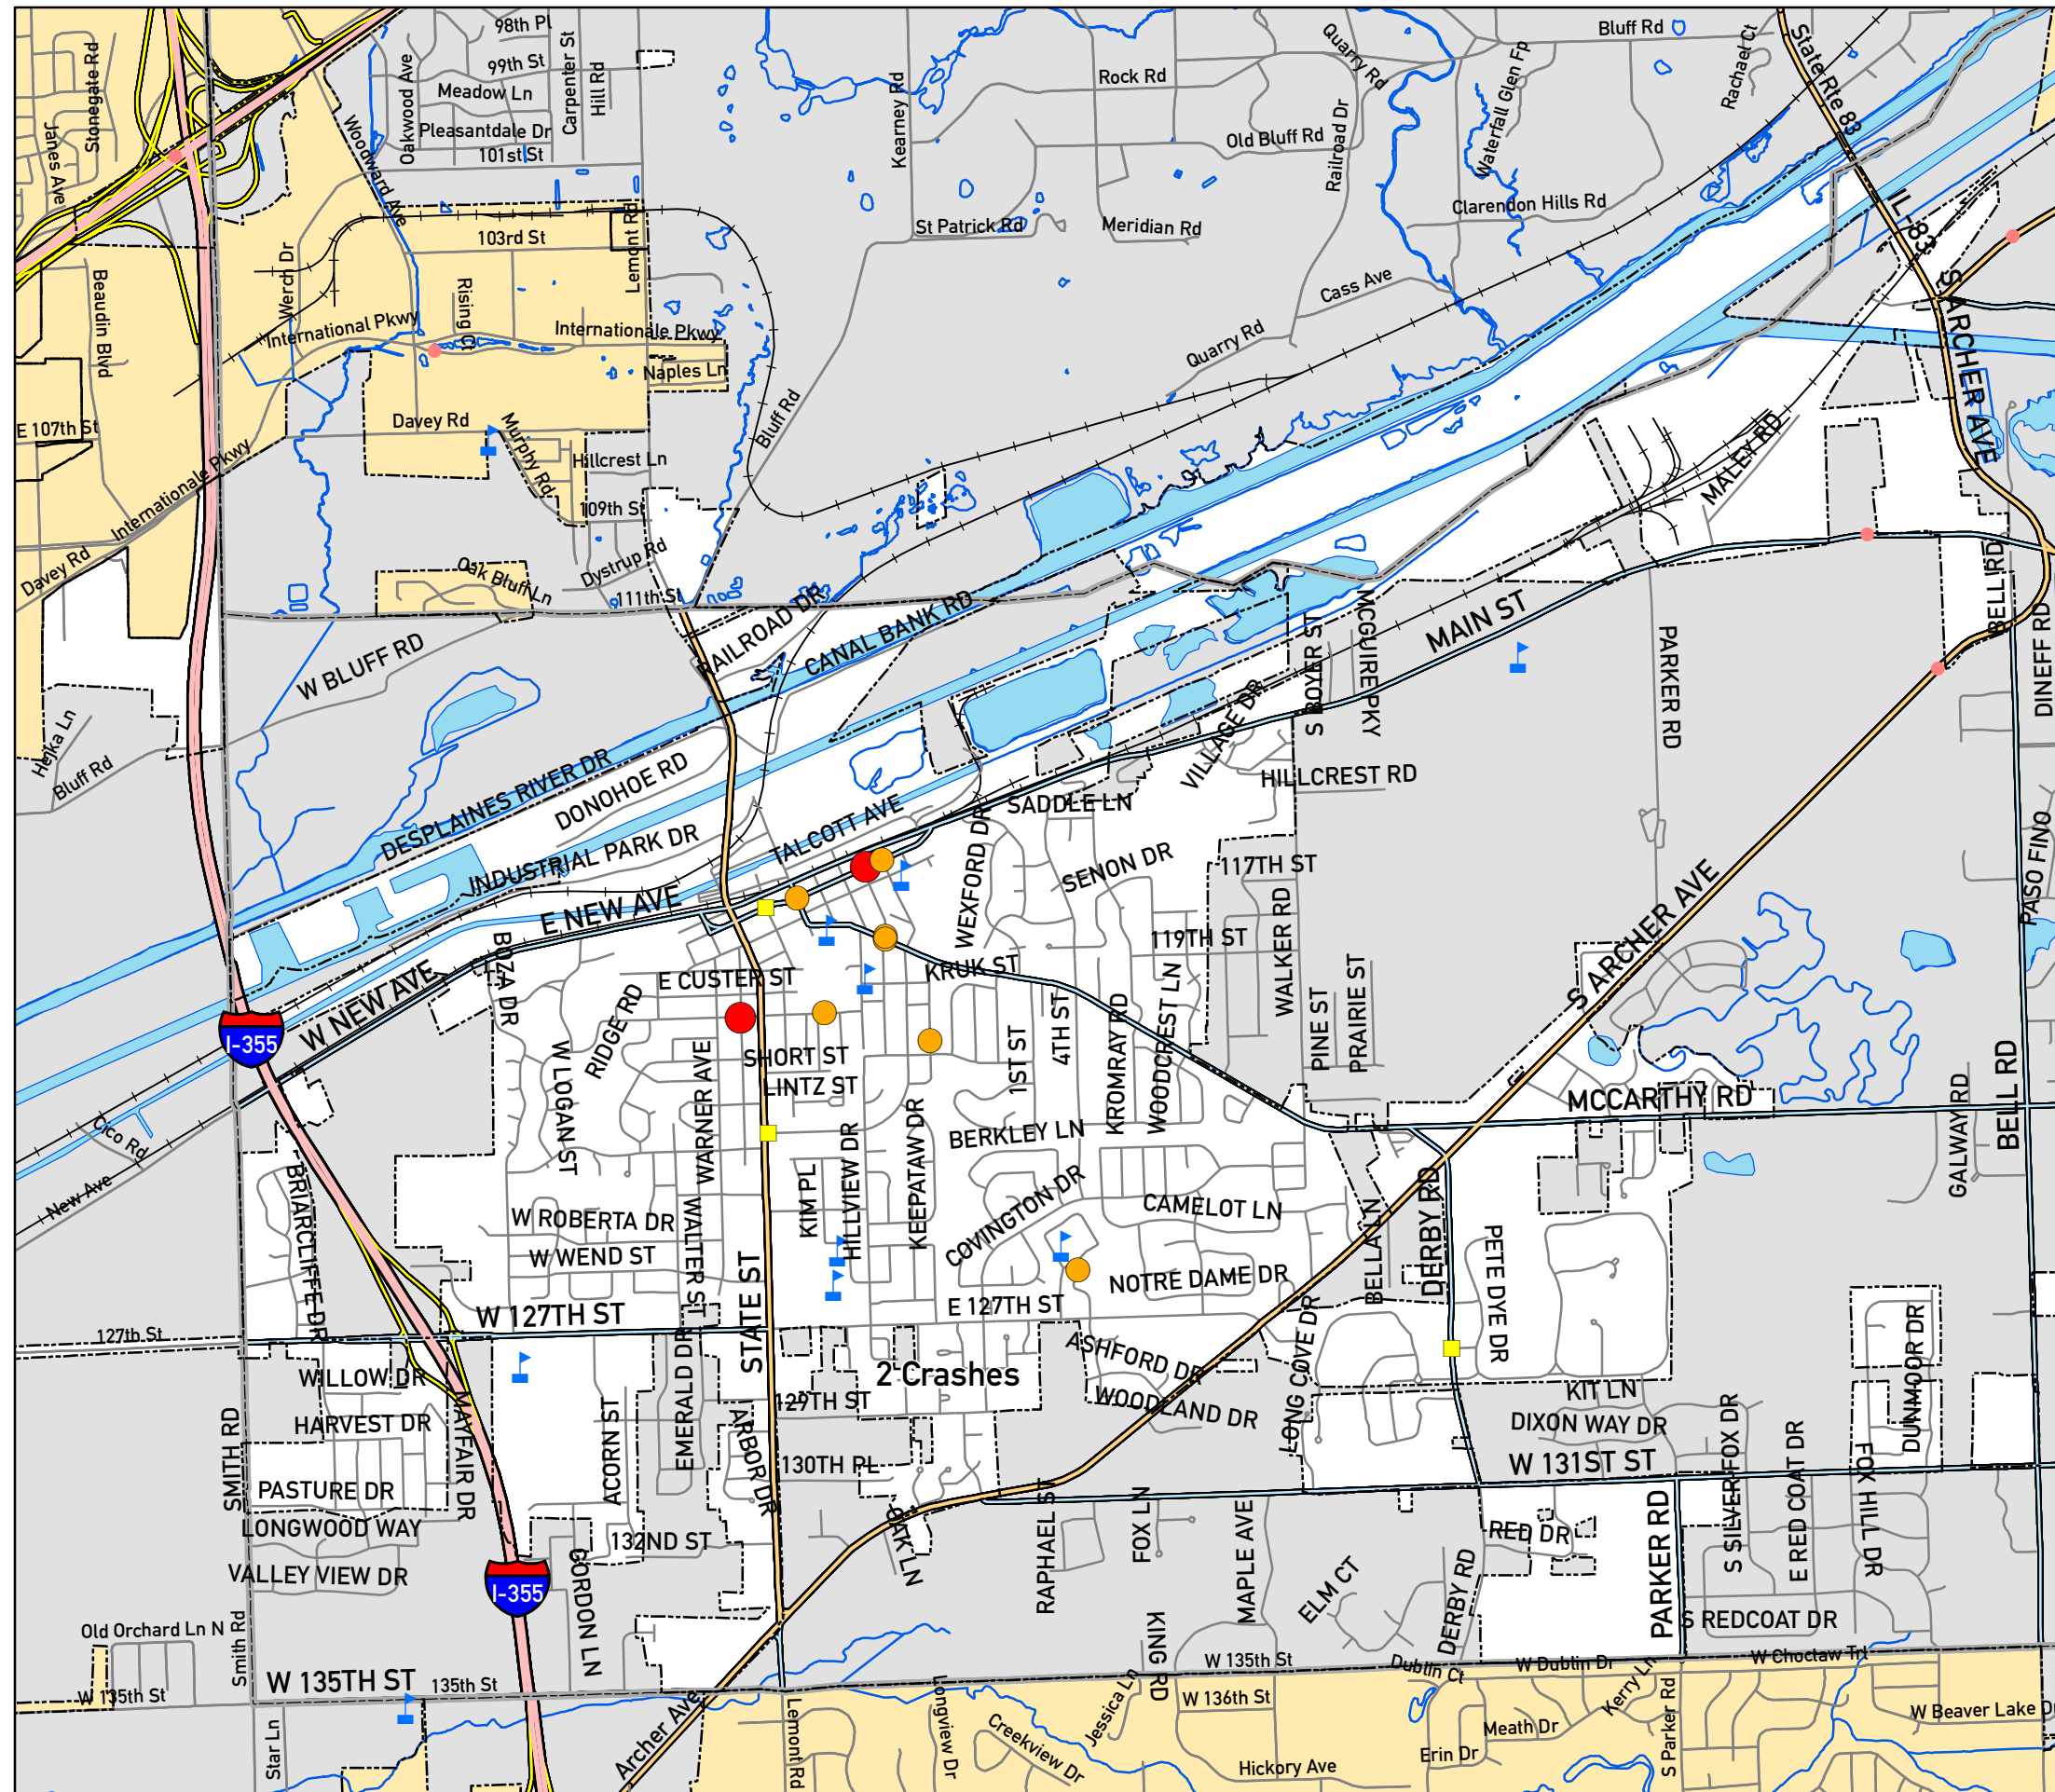 98th Pl
99th St
Meadow Ln
Pleasantdale Dr
101st St
Stonegate Rd
Janes Ave
Woodward Ave
Oakwood Ave
Carpenter St
Hill Rd
Kearney Rd
Rock Rd
Quarry Rd
Bluff Rd
Rachael Ct
State Rte 83
Waterfall Glen Fp
Railroad Dr
Old Bluff Rd
Clarendon Hills Rd
St Patrick Rd
Meridian Rd
IL-83
103rd St
Lemont Rd
Werch Dr
Rising Ct
Beaudin Blvd
International Pkwy
Internationale Pkwy
Naples Ln
Cass Ave
Quarry Rd
S ARCHER AVE
E 107th St
Davey Rd
Murphy Rd
Hillcrest Ln
Bluff Rd
Internationale Pkwy
109th St
MALEY RD
Davey Rd
Oak Bluff Ln
Dystrup Rd
111th St
RAILROAD DR
CANAL BANK RD
MAIN ST
MCGUIRE PKY
S BOYER ST
PARKER RD
BELL RD
DINEFF RD
W BLUFF RD
Heika Ln
Bluff Rd
DESPLAINES RIVER DR
DONOHOE RD
INDUSTRIAL PARK DR
TALCOTT AVE
VILLAGE DR
HILLCREST RD
SADDLE LN
WEXFORD DR
SENON DR
117TH ST
WALKER RD
119TH ST
PASO FINO
E NEW AVE
W NEW AVE
BOZA DR
E CUSTER ST
KRUK ST
RIDGE RD
W LOGAN ST
WARNER AVE
SHORT ST
LINTZ ST
1ST ST
4TH ST
KROMRAY RD
WOODCREST LN
PINE ST
PRAIRIE ST
S ARCHER AVE
MCCARTHY RD
GALWAY RD
BELL RD
I-355
Cico Rd
New Ave
BRIARCLIFFE DR
KIM PL
HILLVIEW DR
KEEPATAW DR
BERKLEY LN
COVINGTON DR
CAMELOT LN
NOTRE DAME DR
BELLA LN
DERBY RD
PETE DYE DR
W ROBERTA DR
W WEND ST
WALTER ST
STATE ST
E 127TH ST
W 127TH ST
127th St
WILLOW DR
HARVEST DR
MAYFAIR DR
SMITH RD
PASTURE DR
LONGWOOD WAY
VALLEY VIEW DR
ACORN ST
EMERALD DR
ARBOR DR
2 Crashes
129TH ST
130TH PL
132ND ST
ASHFORD DR
WOODLAND DR
LONG COVE DR
KIT LN
DIXON WAY DR
W 131ST ST
DUNMOOR DR
S SILVER FOX DR
E RED COAT DR
FOX HILL DR
I-355
GORDON LN
OAK LN
RAPHAEL ST
FOX LN
MAPLE AVE
ELM CT
DERBY RD
RED DR
PARKER RD
S REDCOAT DR
Old Orchard Ln N
Smith Rd
W 135TH ST
W 135th St
135th St
KING RD
W 135th St
Dublin Ct
W Dublin Dr
W Choctaw Trl
Star Ln
Archer Ave
Lemont Rd
Longview Dr
Creekview Dr
Jessica Ln
W 136th St
Hickory Ave
Erin Dr
Meath Dr
Kerry Ln
S Parker Rd
W Beaver Lake Dr